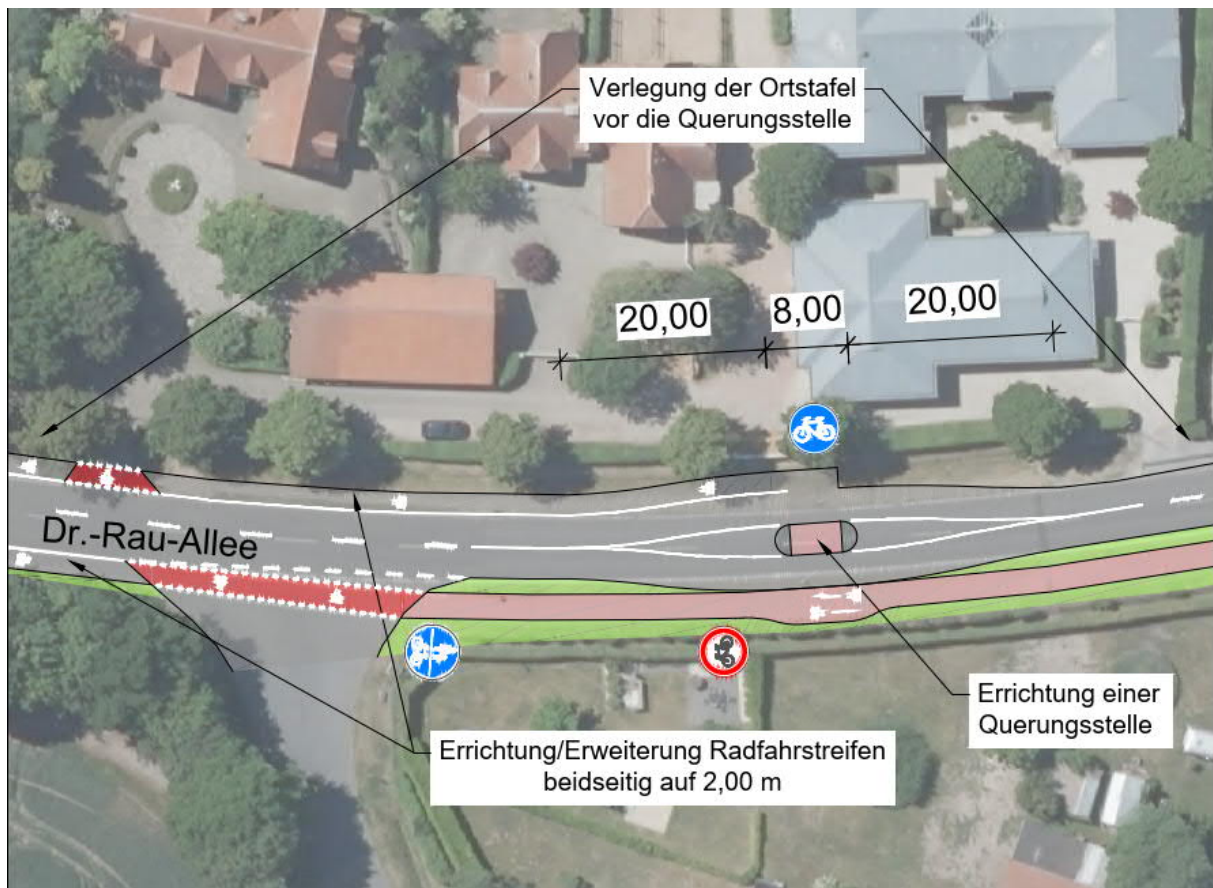 Verlegung der Ortstafel
vor die Querungsstelle
20,00
8,00
20,00
Dr.-Rau-Allee
Errichtung einer
Querungsstelle
Errichtung/Erweiterung Radfahrstreifen
beidseitig auf 2,00 m